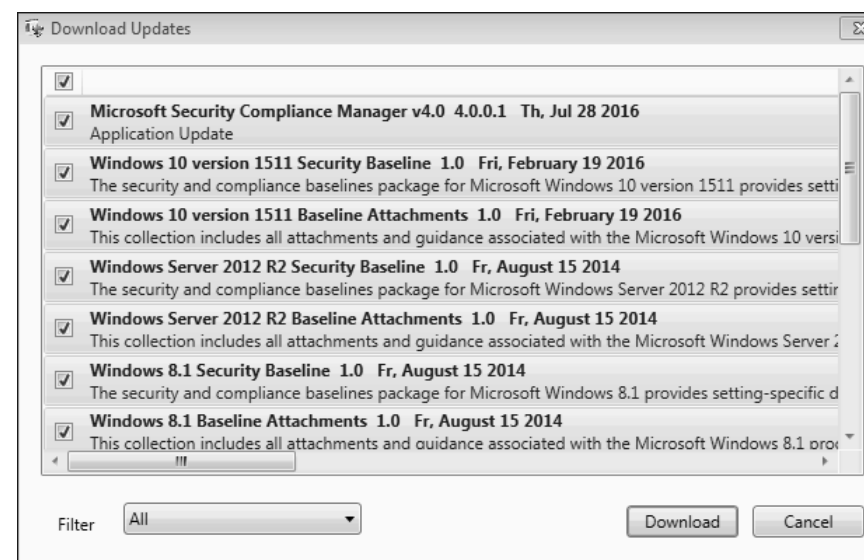 Download Updates
Microsoft Security Compliance Manager v4.0 4.0.0.1 Th, Jul 28 2016
Application Update
Windows 10 version 1511 Security Baseline 1.0 Fri, February 19 2016
The security and compliance baselines package for Microsoft Windows 10 version 1511 provides setti
Windows 10 version 1511 Baseline Attachments 1.0 Fri, February 19 2016
This collection includes all attachments and guidance associated with the Microsoft Windows 10 versi
Windows Server 2012 R2 Security Baseline 1.0 Fr, August 15 2014
The security and compliance baselines package for Microsoft Windows Server 2012 R2 provides settin
Windows Server 2012 R2 Baseline Attachments 1.0 Fr, August 15 2014
This collection includes all attachments and guidance associated with the Microsoft Windows Server 2
Windows 8.1 Security Baseline 1.0 Fr, August 15 2014
The security and compliance baselines package for Microsoft Windows 8.1 provides setting-specific d
Windows 8.1 Baseline Attachments 1.0 Fr, August 15 2014
This collection includes all attachments and guidance associated with the Microsoft Windows 8.1 prod
Filter All Download Cancel